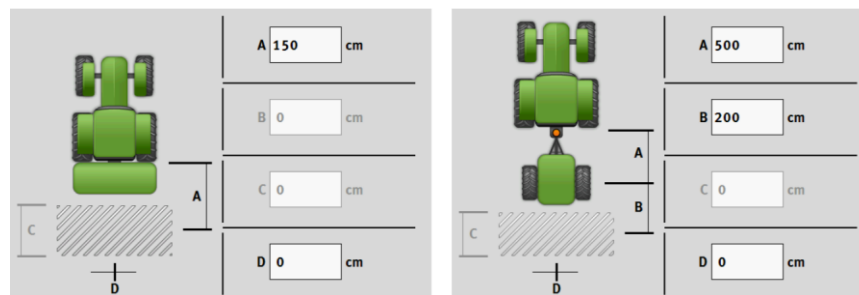 A 150 cm
B 0 cm
A
C 0 cm
C
D 0 cm
D
A 500 cm
B 200 cm
A
C 0 cm
B
C
D 0 cm
D